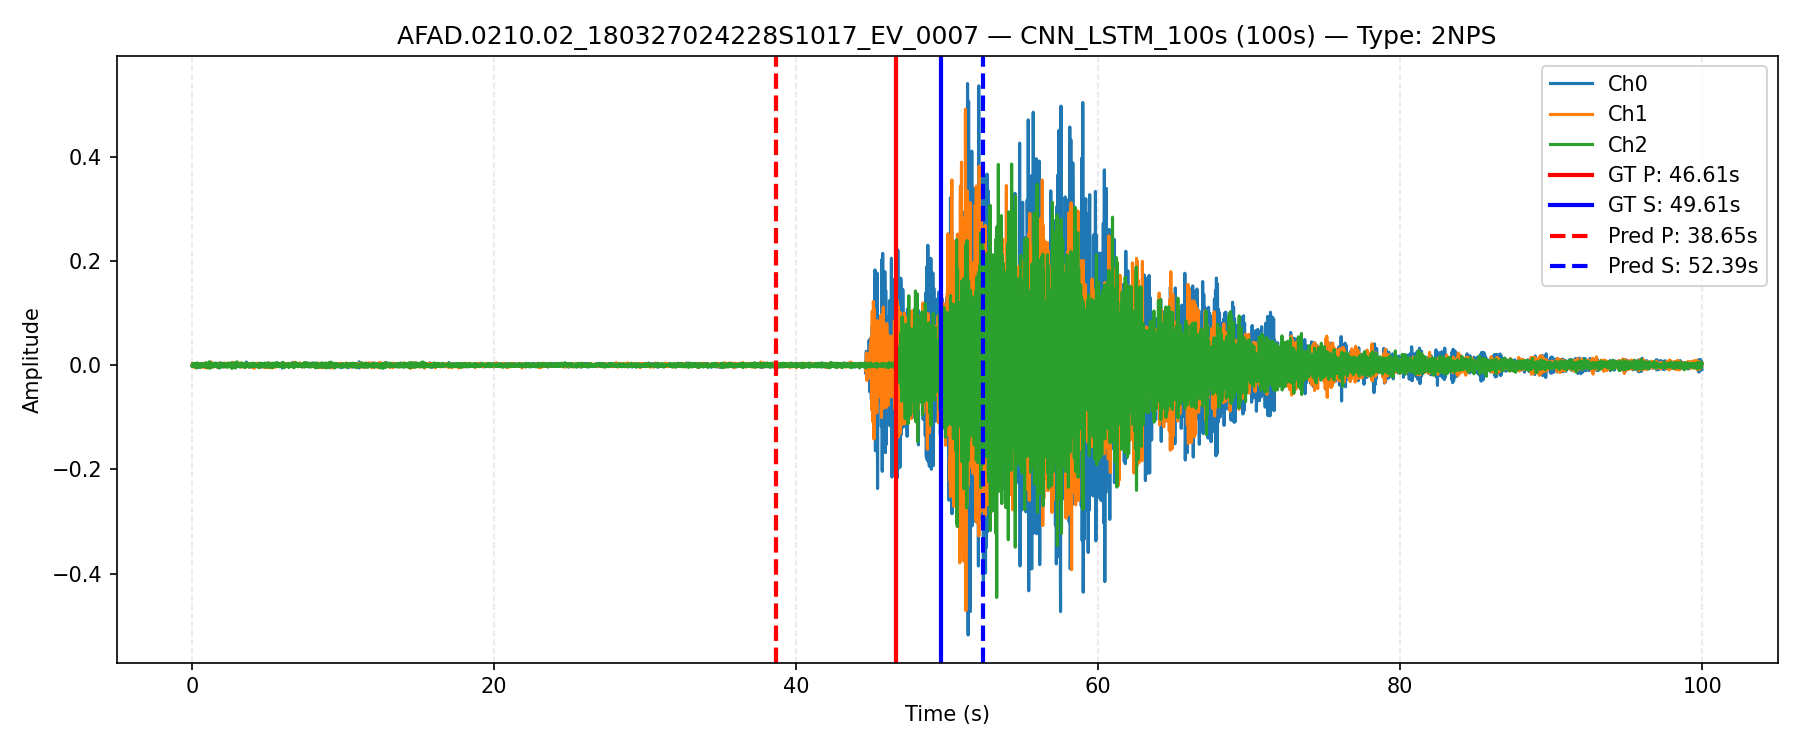 AFAD.0210.02_180327024228S1017_EV_0007 — CNN_LSTM_100s (100s) — Type: 2NPS
Ch0
Ch1
Ch2
GT P: 46.61s
GT S: 49.61s
Pred P: 38.65s
Pred S: 52.39s
Amplitude
0.4
0.2
0.0
−0.2
−0.4
0
20
40
60
80
100
Time (s)